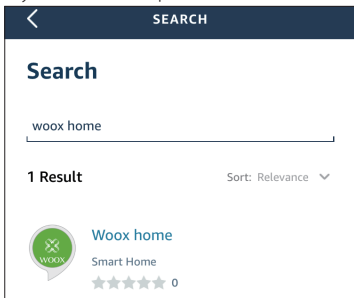 SEARCH
Search
woox home
1 Result
Sort: Relevance
WOOX
Woox home
Smart Home
0